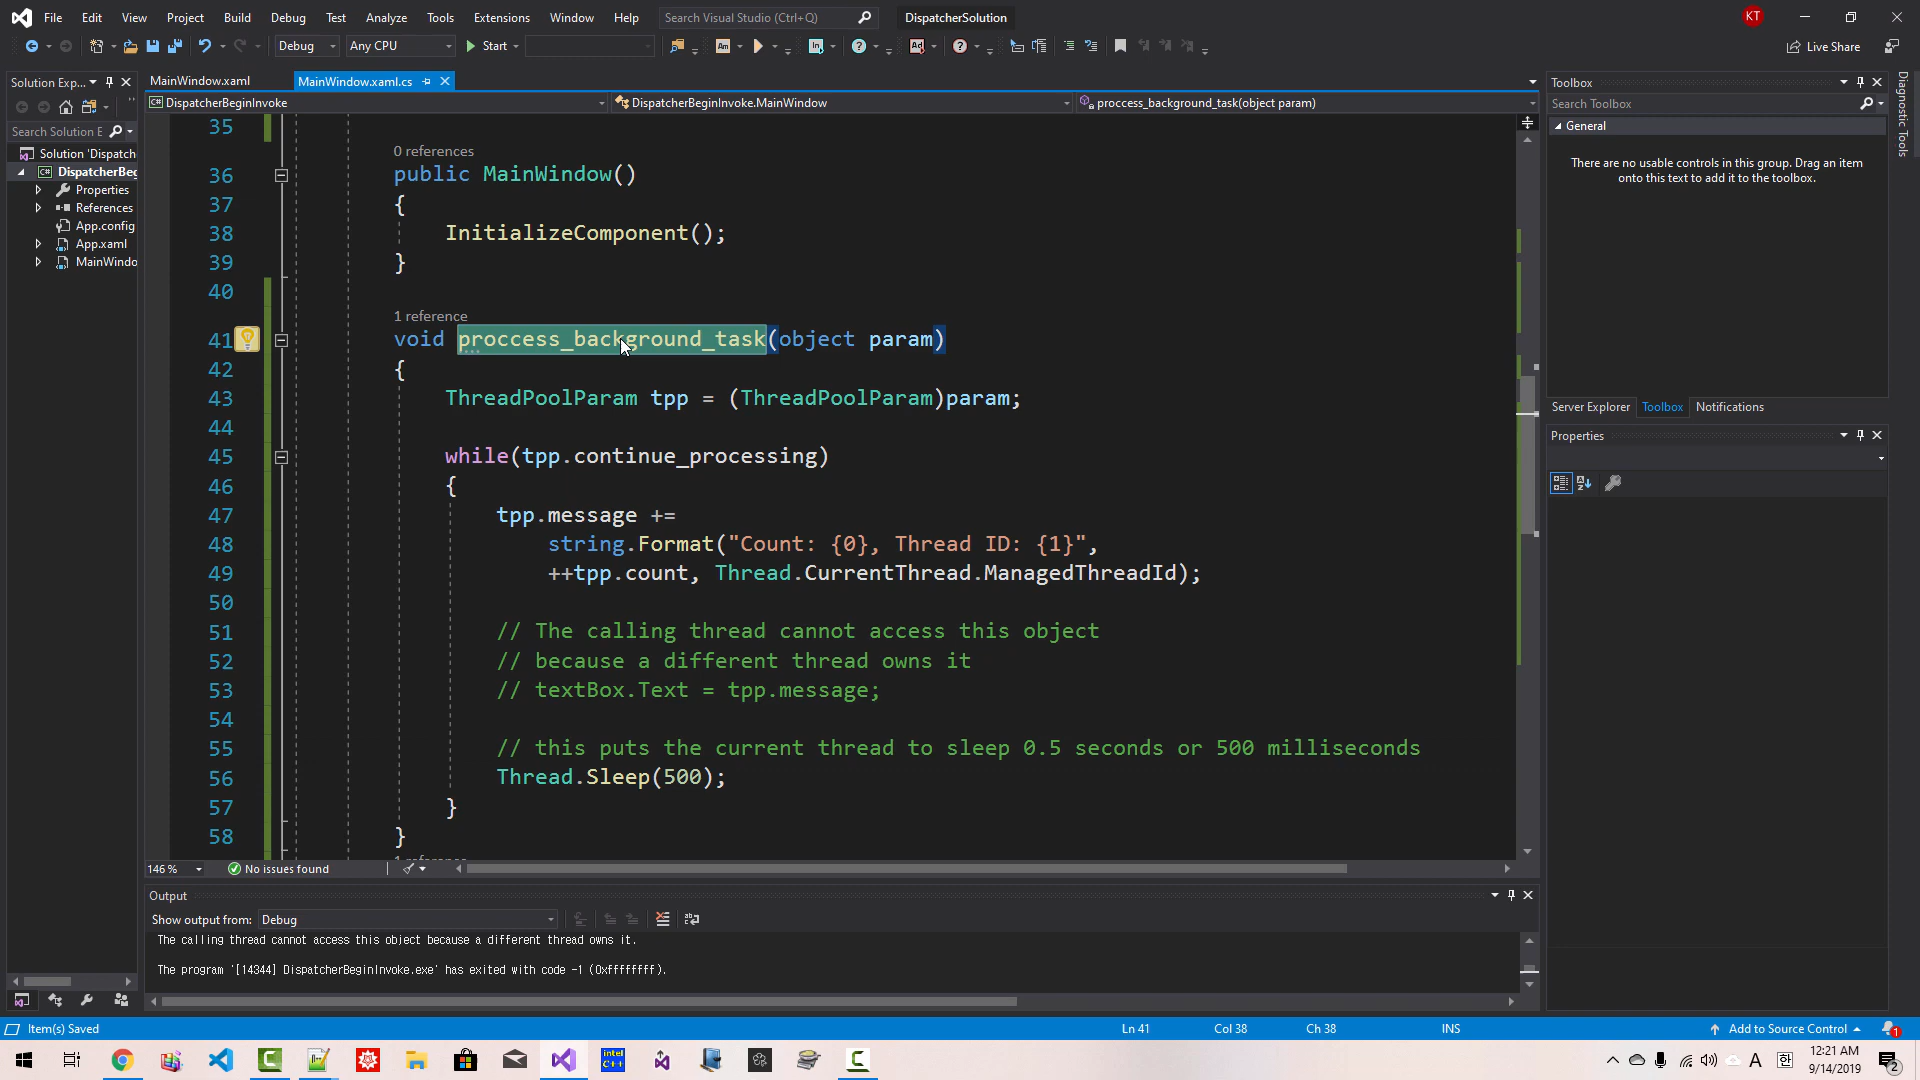 File Edit View Project Build Debug Test Analyze Tools Extensions Window Help Search Visual Studio (Ctrl+Q) DispatcherSolution KT
Debug Any CPU Start Live Share
Solution Exp... MainWindow.xaml MainWindow.xaml.cs Toolbox
DispatcherBeginInvoke DispatcherBeginInvoke.MainWindow proccess_background_task(object param) Search Toolbox
Search Solution E
General
Solution 'Dispatch
DispatcherBeg
Properties
References
App.config
App.xaml
MainWindo
There are no usable controls in this group. Drag an item
onto this text to add it to the toolbox.
Diagnostic Tools
35
0 references
36 public MainWindow()
37 {
38 InitializeComponent();
39 }
40
1 reference
41 void proccess_background_task(object param)
42 {
43 ThreadPoolParam tpp = (ThreadPoolParam)param;
44
45 while(tpp.continue_processing)
46 {
47 tpp.message +=
48 string.Format("Count: {0}, Thread ID: {1}",
49 ++tpp.count, Thread.CurrentThread.ManagedThreadId);
50
51 // The calling thread cannot access this object
52 // because a different thread owns it
53 // textBox.Text = tpp.message;
54
55 // this puts the current thread to sleep 0.5 seconds or 500 milliseconds
56 Thread.Sleep(500);
57 }
58 }
1 reference
Server Explorer Toolbox Notifications
Properties
146 % No issues found
Output
Show output from: Debug
The calling thread cannot access this object because a different thread owns it.
The program '[14344] DispatcherBeginInvoke.exe' has exited with code -1 (0xffffffff).
Item(s) Saved Ln 41 Col 38 Ch 38 INS Add to Source Control 1
intel C++ A 한 12:21 AM
9/14/2019 2